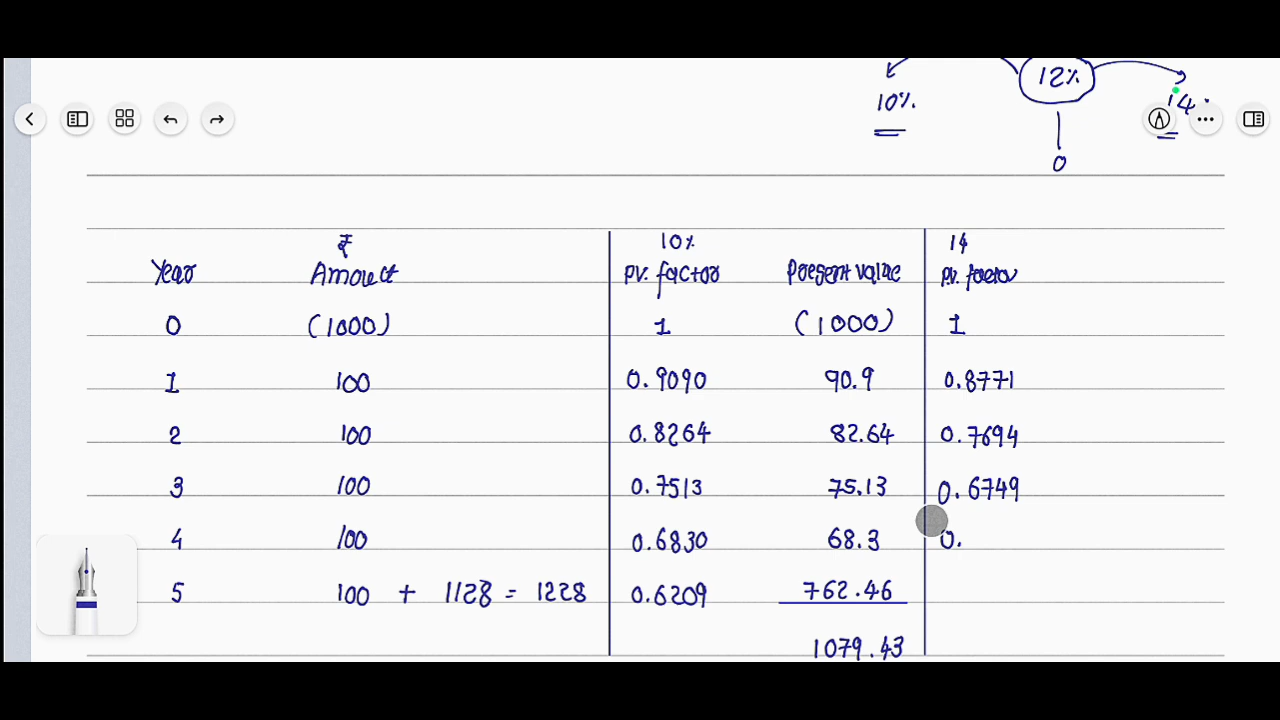 12%
10%. 14.
0
₹ 10% 14
Year Amount PV. factor Present value P.V. factor
0 (1000) 1 (1000) 1
1 100 0.9090 90.9 0.8771
2 100 0.8264 82.64 0.7694
3 100 0.7513 75.13 0.6749
4 100 0.6830 68.3 0.
5 100 + 1128 = 1228 0.6209 762.46
1079.43